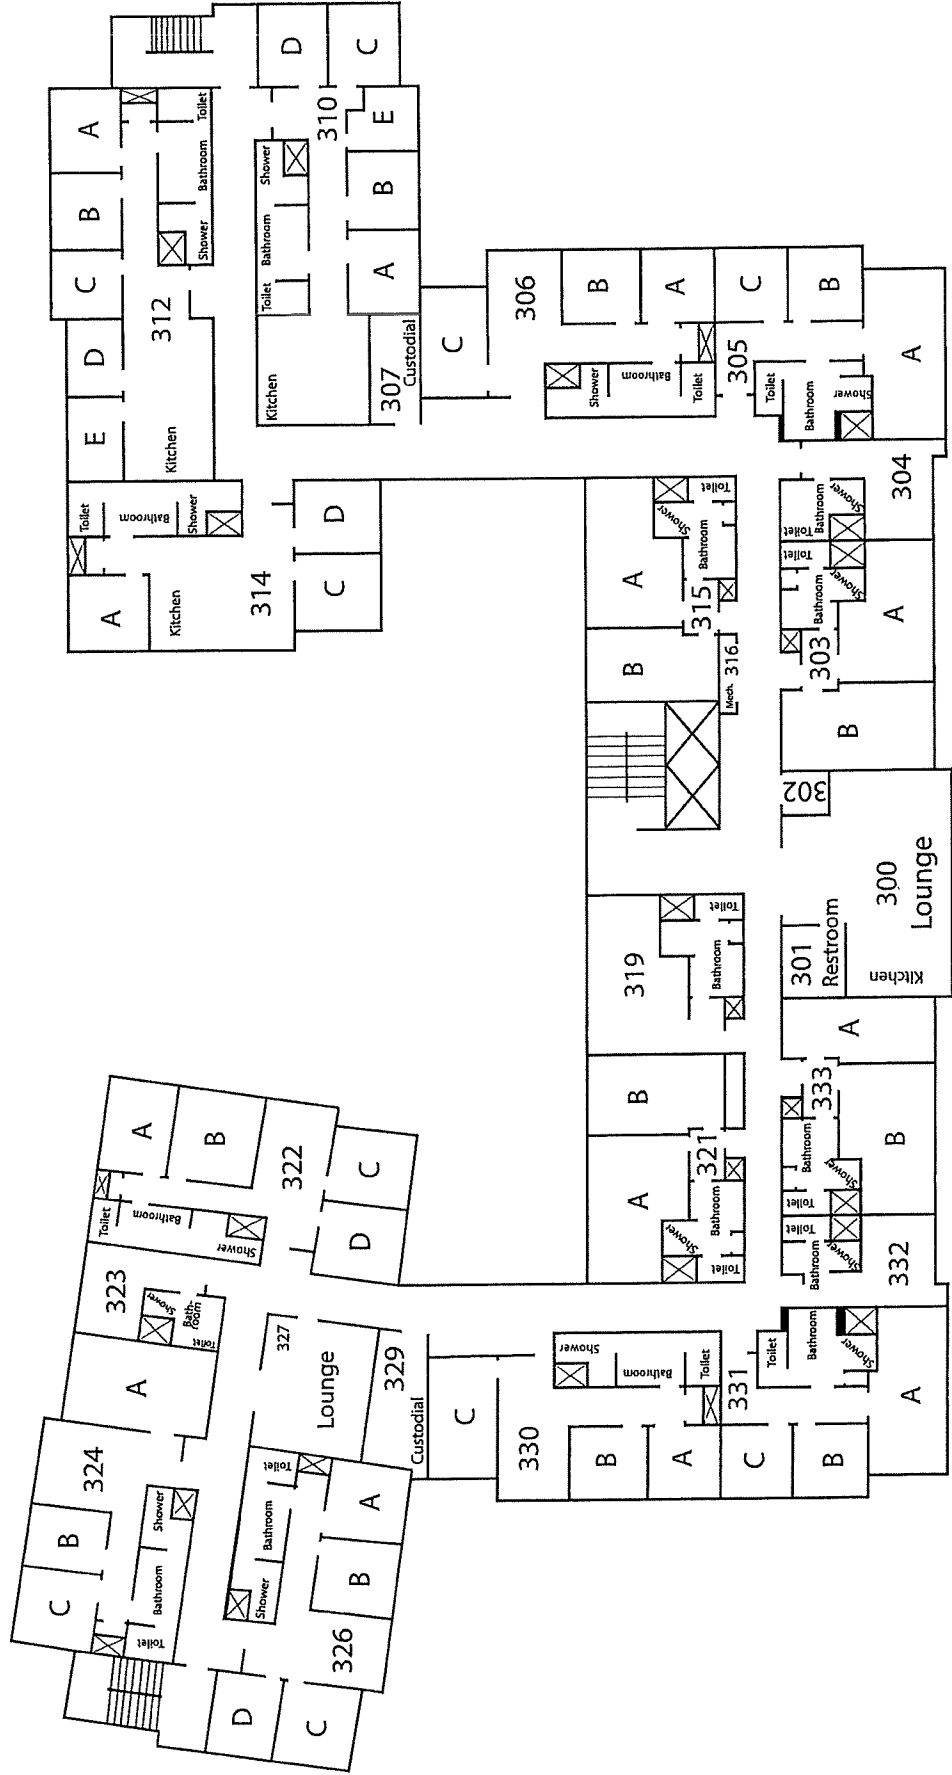 D
C
A
Toilet
310
E
Bathroom
Shower
B
B
Shower
Bathroom
C
312
Toilet
A
306
B
A
C
B
D
C
307
Custodial
305
A
Kitchen
Shower
Bathroom
Toilet
Toilet
Bathroom
Shower
E
Kitchen
304
Toilet
Bathroom
Shower
D
Toilet
Shower
Bathroom
Toilet
Bathroom
Shower
A
Kitchen
314
C
A
315
Toilet
Bathroom
Shower
303
A
B
Mech. 316
B
302
300
Lounge
301
Restroom
Kitchen
319
Toilet
Bathroom
A
333
B
B
321
A
Bathroom
Shower
Toilet
Bathroom
Shower
Toilet
A
B
322
C
D
Toilet
Bathroom
Shower
Toilet
Bathroom
Shower
332
323
Shower
Bath-
room
Toilet
327
Lounge
329
Custodial
A
C
Shower
Bathroom
Toilet
331
Toilet
Bathroom
Shower
A
324
330
B
A
C
B
Toilet
A
Bathroom
Shower
B
326
B
C
Shower
Bathroom
Toilet
D
C